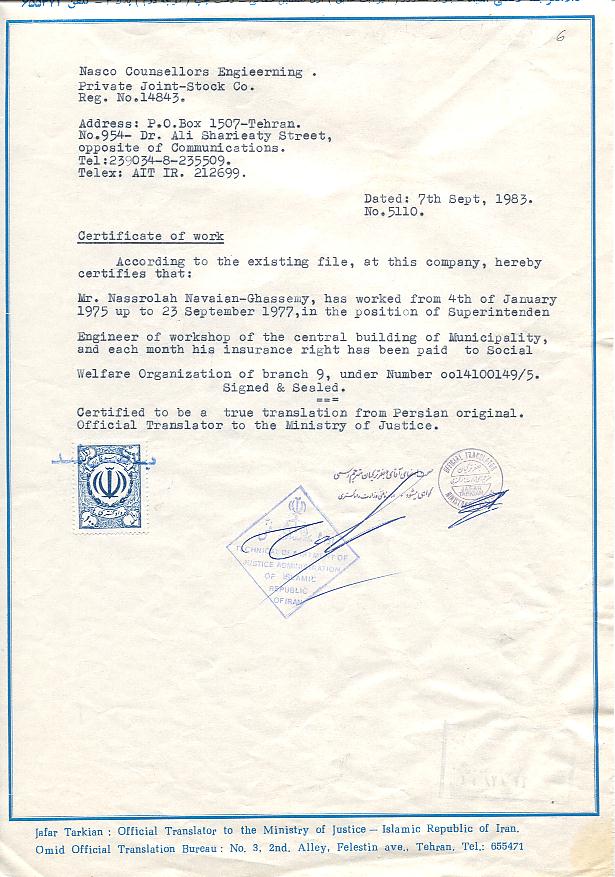 6
Nasco Counsellors Engieerning .
Private Joint-Stock Co.
Reg. No.14843.
Address: P.O.Box 1507-Tehran.
No.954- Dr. Ali Sharieaty Street,
opposite of Communications.
Tel:239034-8-235509.
Telex: AIT IR. 212699.
Dated: 7th Sept, 1983.
No.5110.
Certificate of work
According to the existing file, at this company, hereby
certifies that:
Mr. Nassrolah Navaian-Ghassemy, has worked from 4th of January
1975 up to 23 September 1977,in the position of Superintenden
Engineer of workshop of the central building of Municipality,
and each month his insurance right has been paid to Social
Welfare Organization of branch 9, under Number oo14100149/5.
Signed & Sealed.
===
Certified to be a true translation from Persian original.
Official Translator to the Ministry of Justice.
OFFICIAL TRANSLATOR
JAFAR
TARKIAN
TECHNICAL DEPARTMENT OF
JUSTICE ADMINISTRATION
OF ISLAMIC
REPUBLIC
OF IRAN
Jafar Tarkian : Official Translator to the Ministry of Justice — Islamic Republic of Iran.
Omid Official Translation Bureau : No. 3, 2nd. Alley, Felestin ave., Tehran, Tel.: 655471